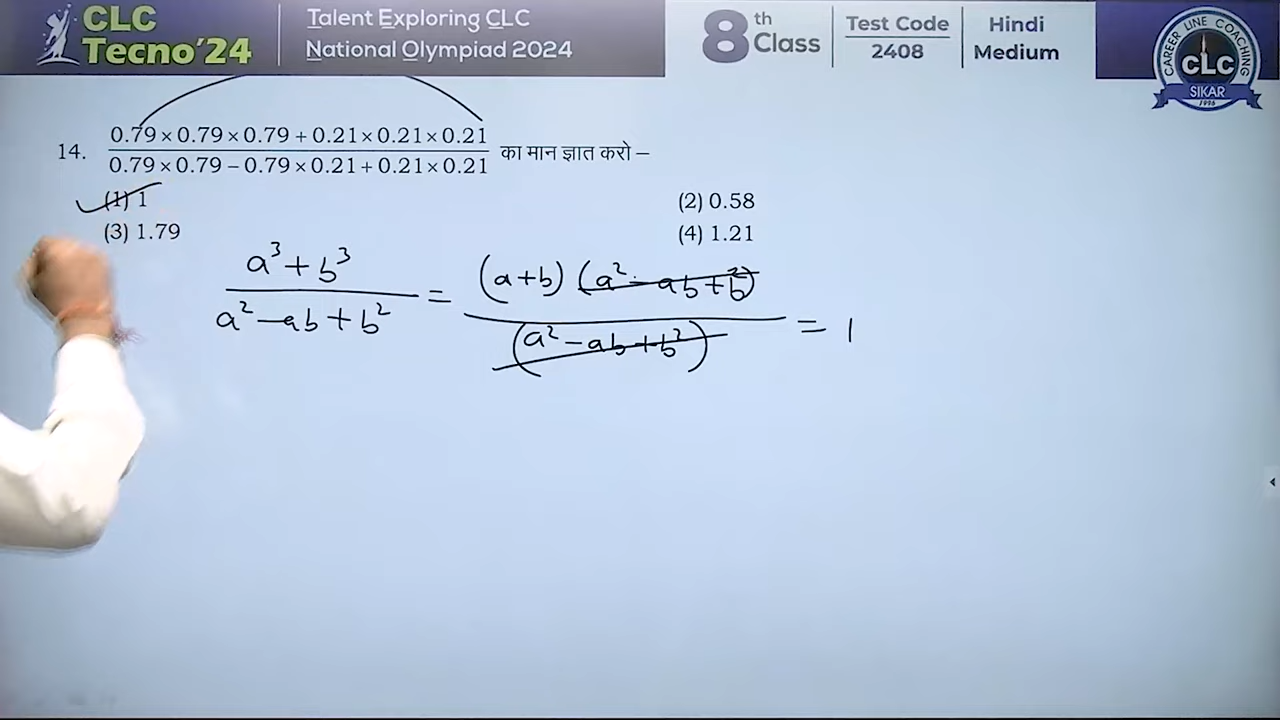 CLC
Tecno'24
Talent Exploring CLC
National Olympiad 2024
8th Class
Test Code
2408
Hindi
Medium
CAREER LINE COACHING
CLC
SIKAR
1996
14. 0.79×0.79×0.79+0.21×0.21×0.21 / 0.79×0.79−0.79×0.21+0.21×0.21 का मान ज्ञात करो –
(1) 1
(2) 0.58
(3) 1.79
(4) 1.21
a³+b³ / a²−ab+b² = (a+b)(a²−ab+b²) / (a²−ab+b²) = 1